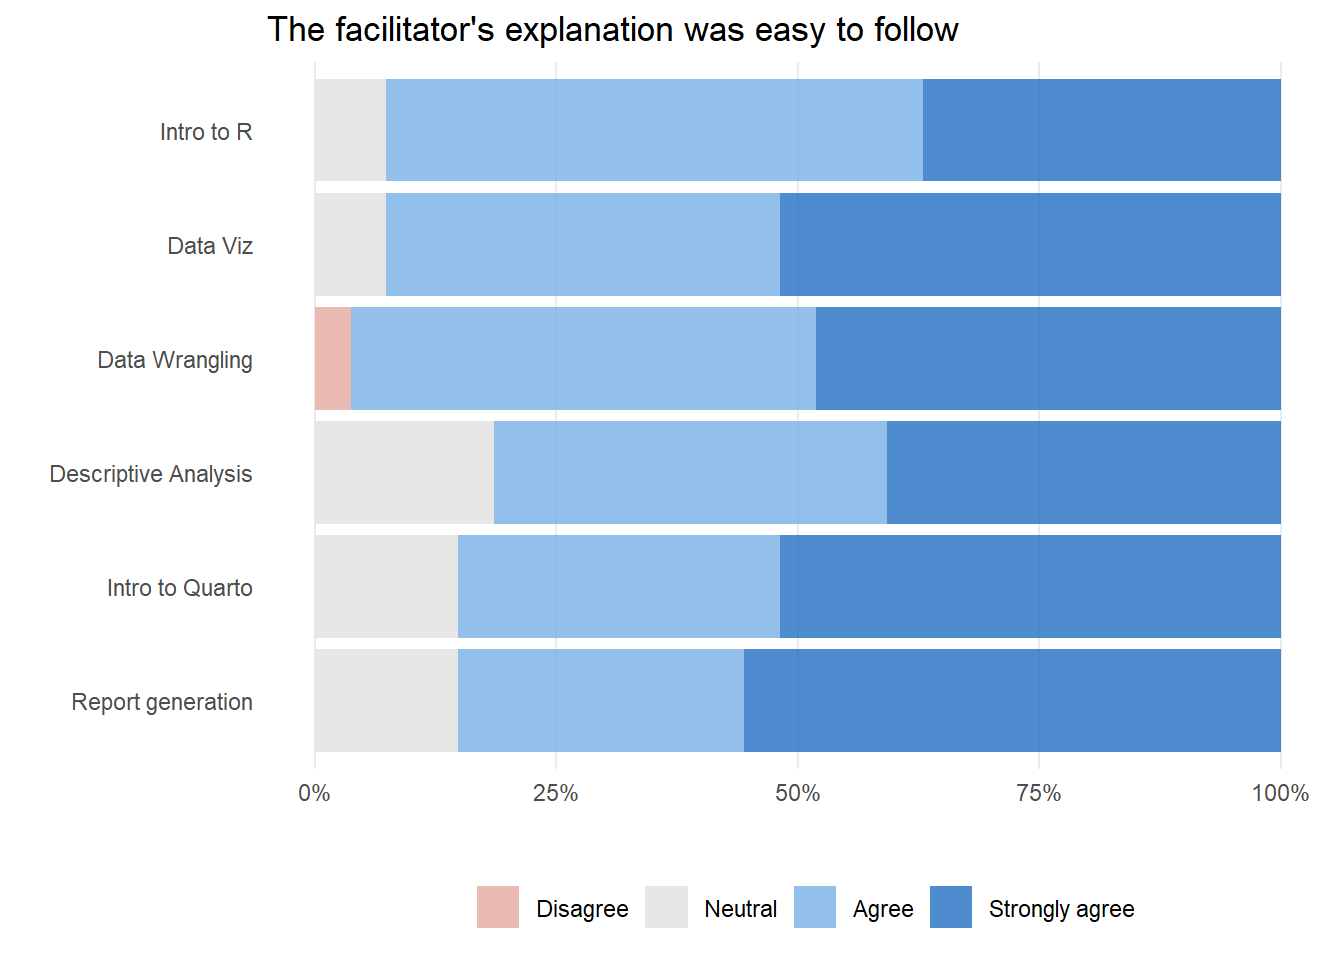 The facilitator's explanation was easy to follow
Intro to R
Data Viz
Data Wrangling
Descriptive Analysis
Intro to Quarto
Report generation
0% 25% 50% 75% 100%
Disagree Neutral Agree Strongly agree